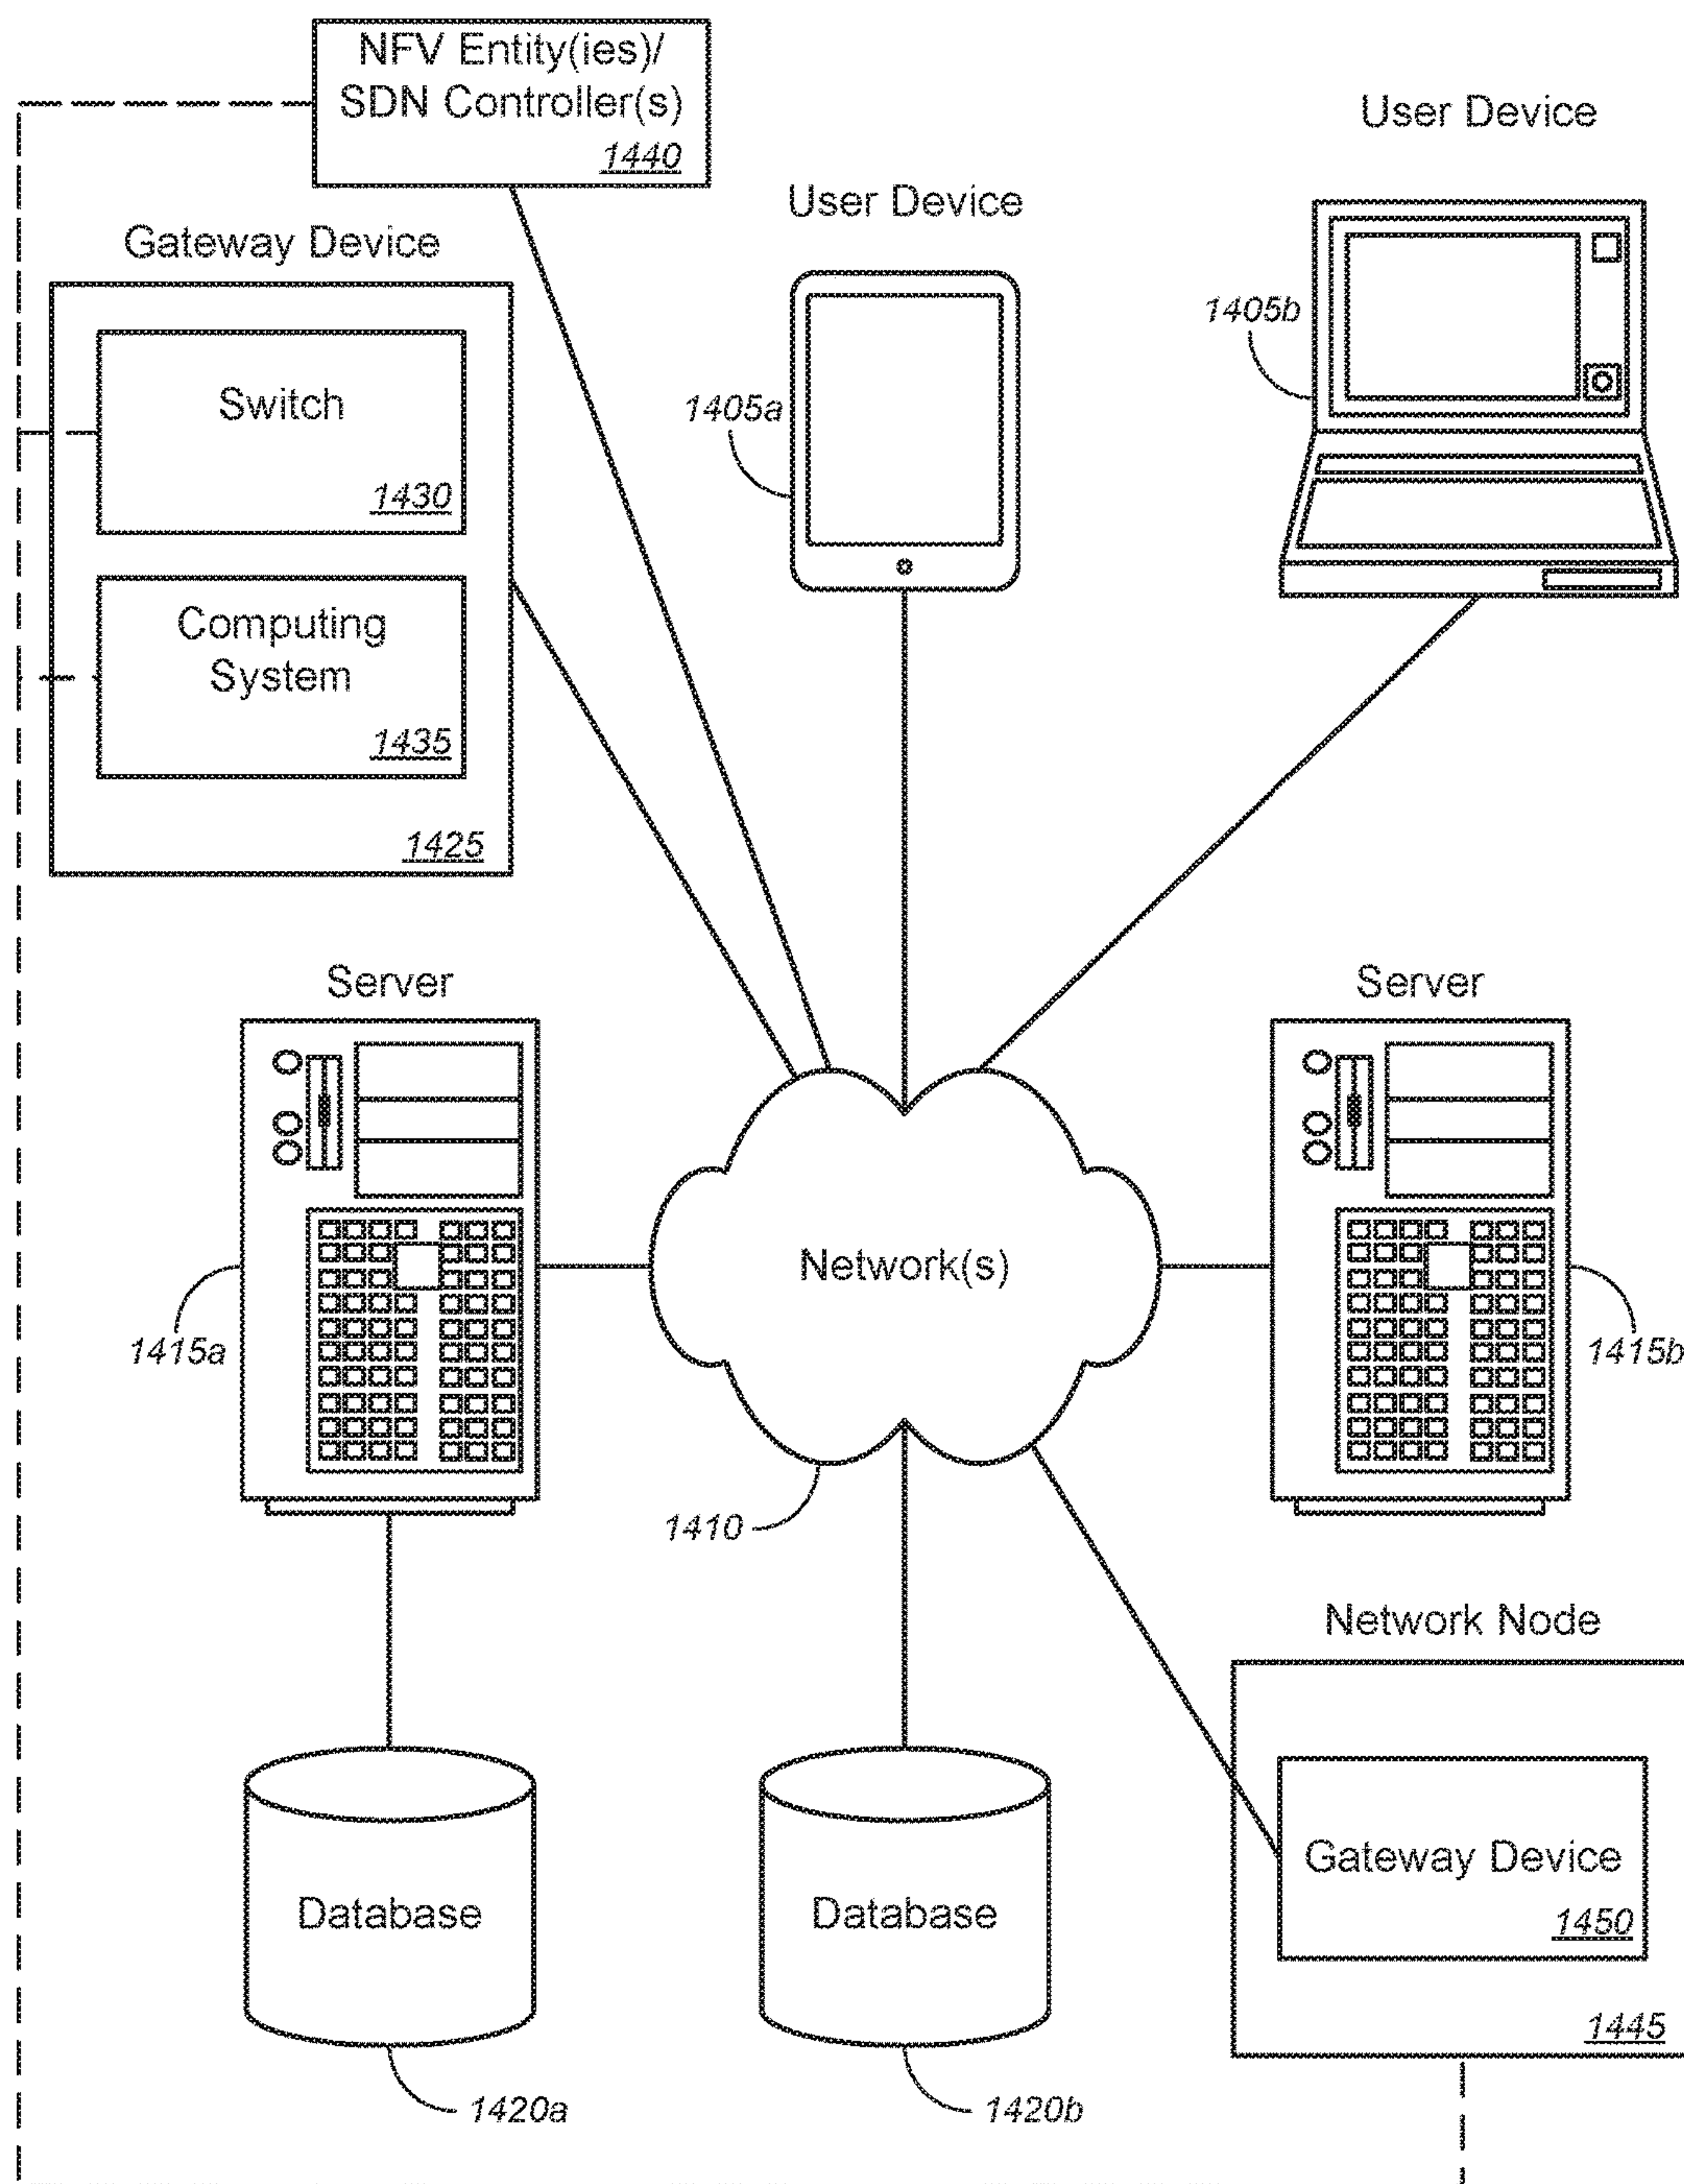 NFV Entity(ies)/
SDN Controller(s)
1440
User Device
User Device
Gateway Device
1405b
Switch
1405a
1430
Computing
System
1435
1425
Server
Server
Network(s)
1415a
1415b
1410
Network Node
Gateway Device
Database
Database
1450
1445
1420a
1420b